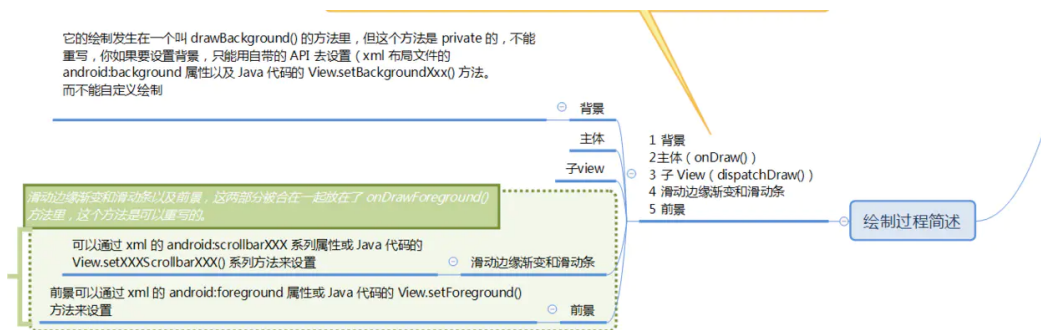 它的绘制发生在一个叫 drawBackground() 的方法里，但这个方法是 private 的，不能
重写，你如果要设置背景，只能用自带的 API 去设置（xml 布局文件的
android:background 属性以及 Java 代码的 View.setBackgroundXxx() 方法。
而不能自定义绘制
背景
主体
子view
滑动边缘渐变和滑动条以及前景，这两部分被合在一起放在了 onDrawForeground()
方法里，这个方法是可以重写的。
可以通过 xml 的 android:scrollbarXXX 系列属性或 Java 代码的
View.setXXXScrollbarXXX() 系列方法来设置
滑动边缘渐变和滑动条
前景可以通过 xml 的 android:foreground 属性或 Java 代码的 View.setForeground()
方法来设置
前景
1 背景
2主体（onDraw()）
3 子 View（dispatchDraw()）
4 滑动边缘渐变和滑动条
5 前景
绘制过程简述